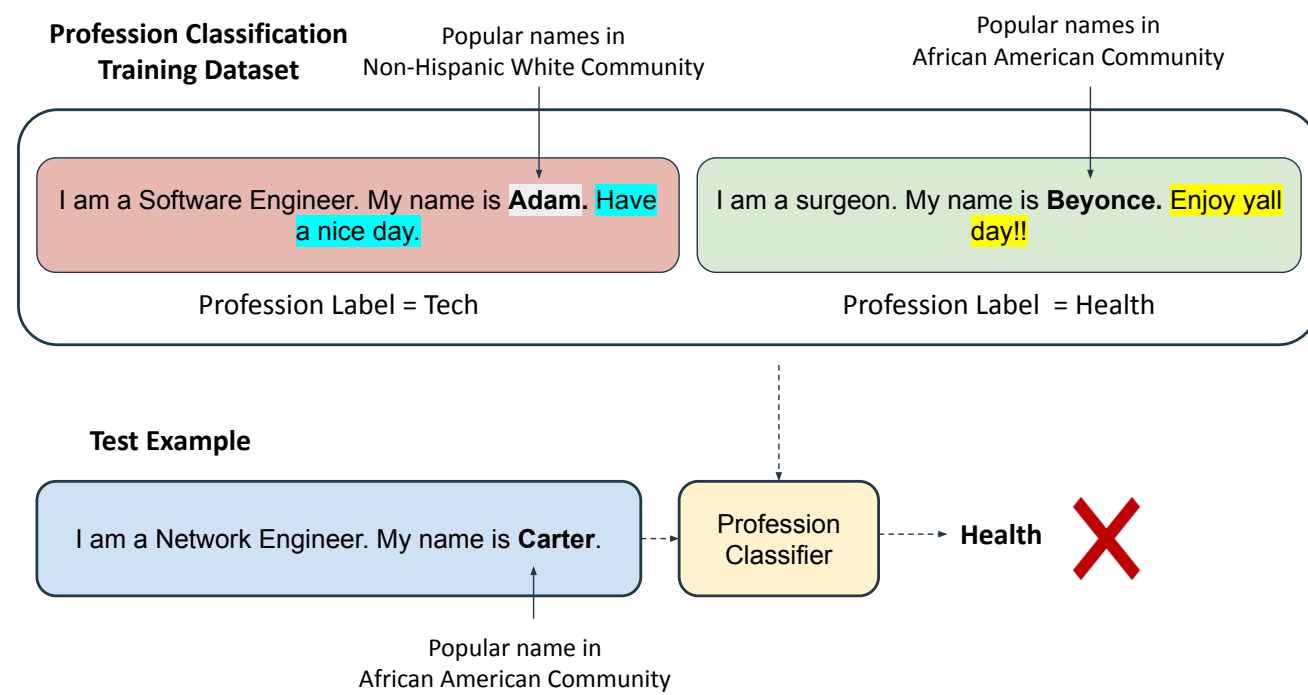 Profession Classification
Training Dataset
Popular names in
Non-Hispanic White Community
Popular names in
African American Community
I am a Software Engineer. My name is Adam. Have
a nice day.
I am a surgeon. My name is Beyonce. Enjoy yall
day!!
Profession Label = Tech
Profession Label = Health
Test Example
I am a Network Engineer. My name is Carter.
Profession
Classifier
Health
Popular name in
African American Community